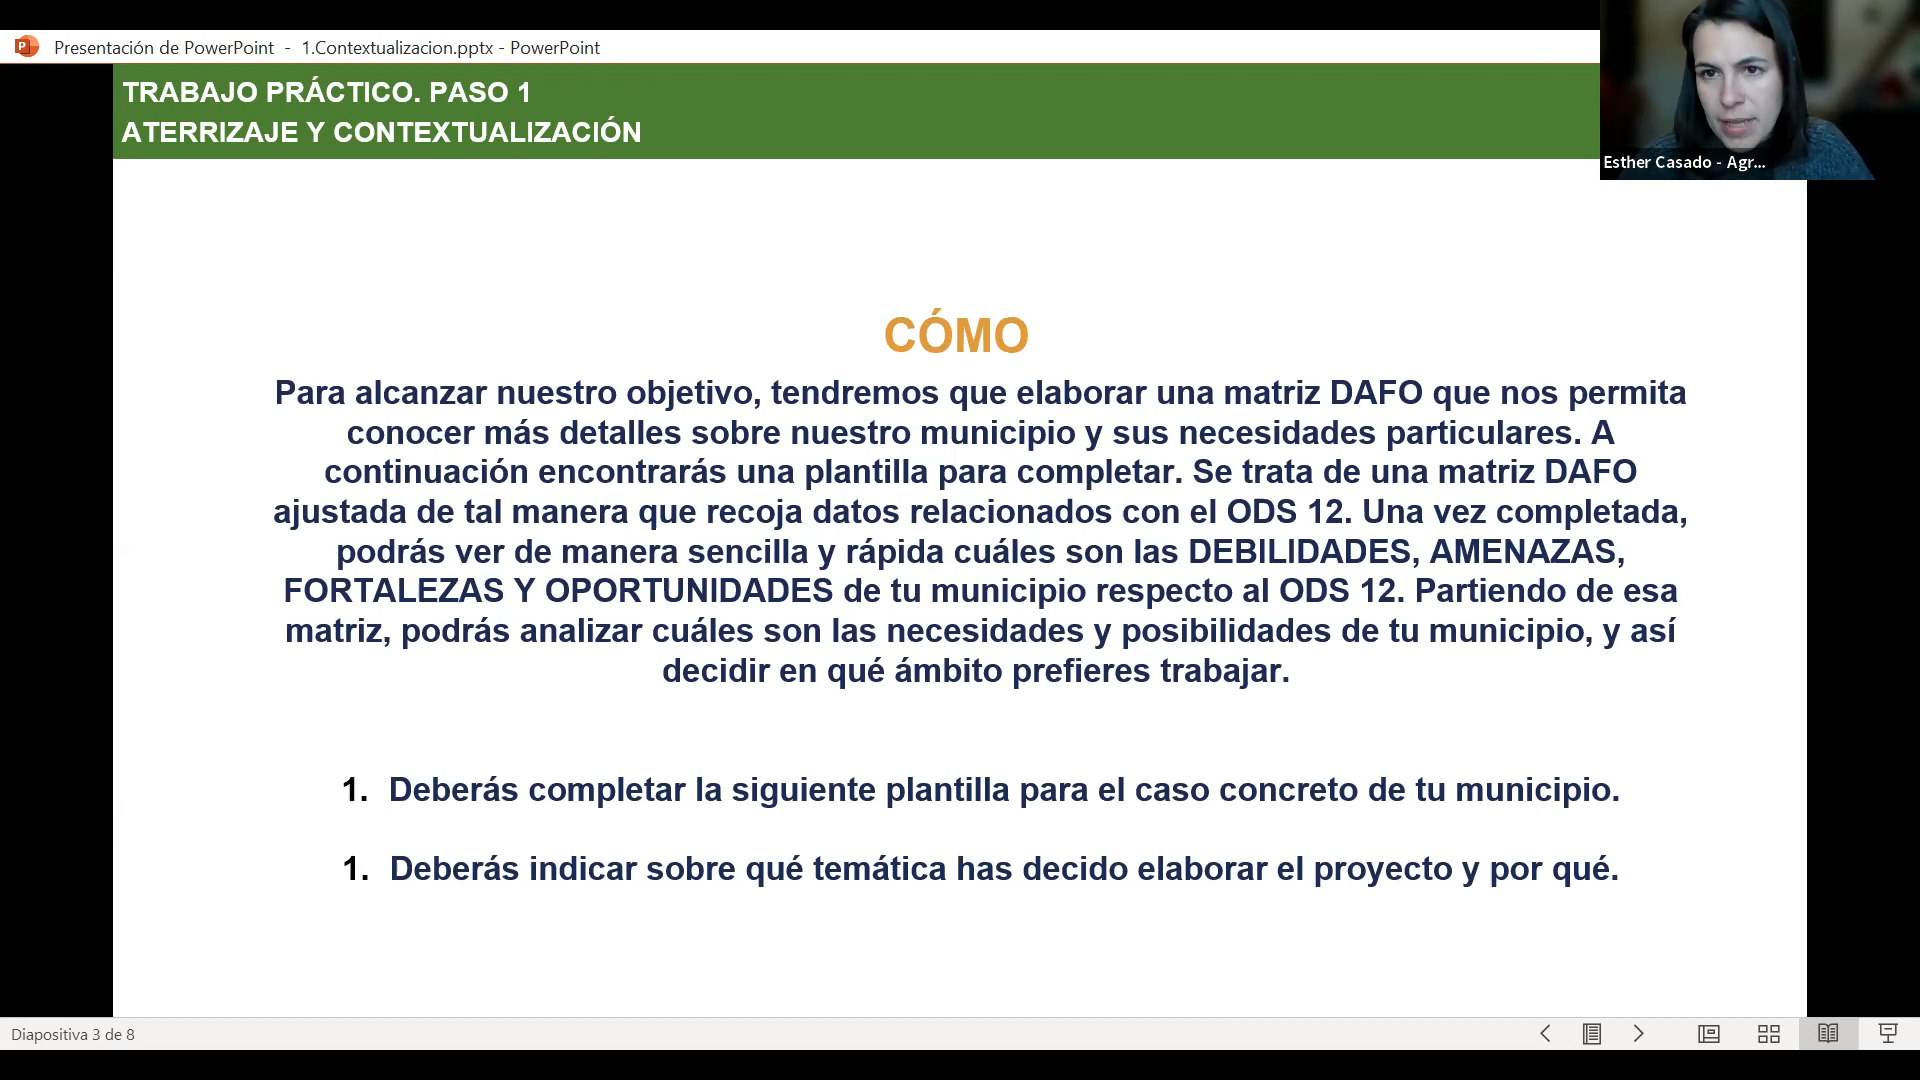 Presentación de PowerPoint - 1.Contextualizacion.pptx - PowerPoint
TRABAJO PRÁCTICO. PASO 1
ATERRIZAJE Y CONTEXTUALIZACIÓN
Esther Casado - Agr...
CÓMO
Para alcanzar nuestro objetivo, tendremos que elaborar una matriz DAFO que nos permita
conocer más detalles sobre nuestro municipio y sus necesidades particulares. A
continuación encontrarás una plantilla para completar. Se trata de una matriz DAFO
ajustada de tal manera que recoja datos relacionados con el ODS 12. Una vez completada,
podrás ver de manera sencilla y rápida cuáles son las DEBILIDADES, AMENAZAS,
FORTALEZAS Y OPORTUNIDADES de tu municipio respecto al ODS 12. Partiendo de esa
matriz, podrás analizar cuáles son las necesidades y posibilidades de tu municipio, y así
decidir en qué ámbito prefieres trabajar.
1. Deberás completar la siguiente plantilla para el caso concreto de tu municipio.
1. Deberás indicar sobre qué temática has decido elaborar el proyecto y por qué.
Diapositiva 3 de 8